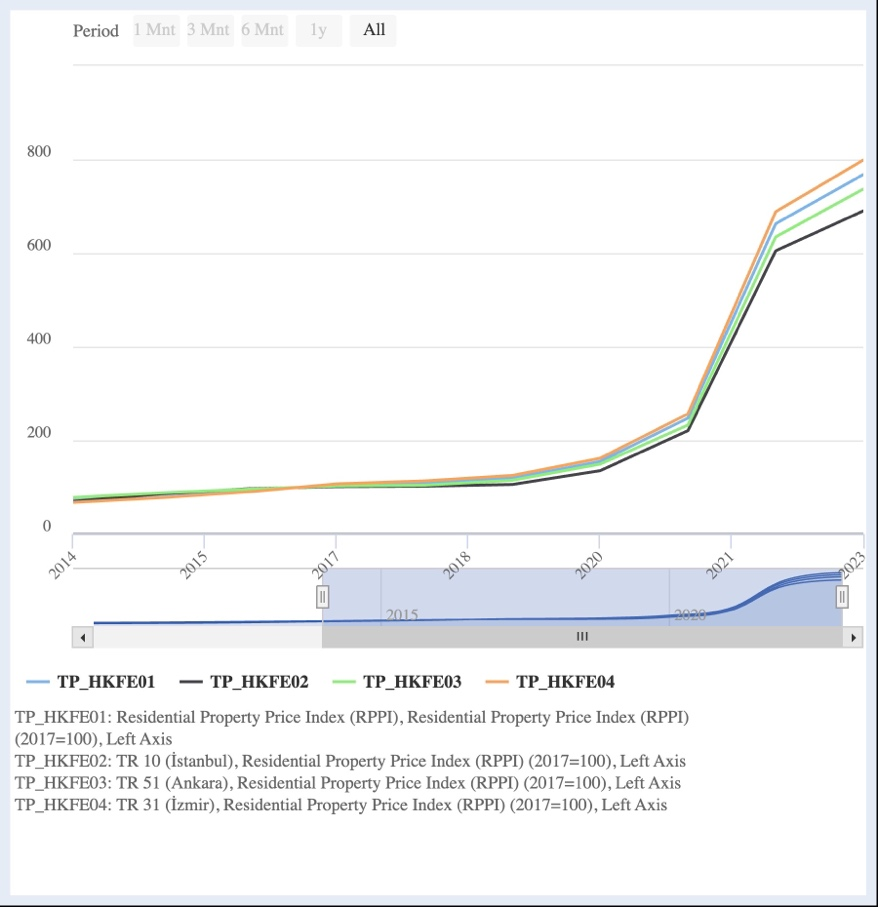 Period 1 Mnt 3 Mnt 6 Mnt 1y All
800
600
400
200
0
2014 2015 2017 2018 2020 2021 2023
2015 2020
TP_HKFE01 TP_HKFE02 TP_HKFE03 TP_HKFE04
TP_HKFE01: Residential Property Price Index (RPPI), Residential Property Price Index (RPPI)
(2017=100), Left Axis
TP_HKFE02: TR 10 (İstanbul), Residential Property Price Index (RPPI) (2017=100), Left Axis
TP_HKFE03: TR 51 (Ankara), Residential Property Price Index (RPPI) (2017=100), Left Axis
TP_HKFE04: TR 31 (İzmir), Residential Property Price Index (RPPI) (2017=100), Left Axis